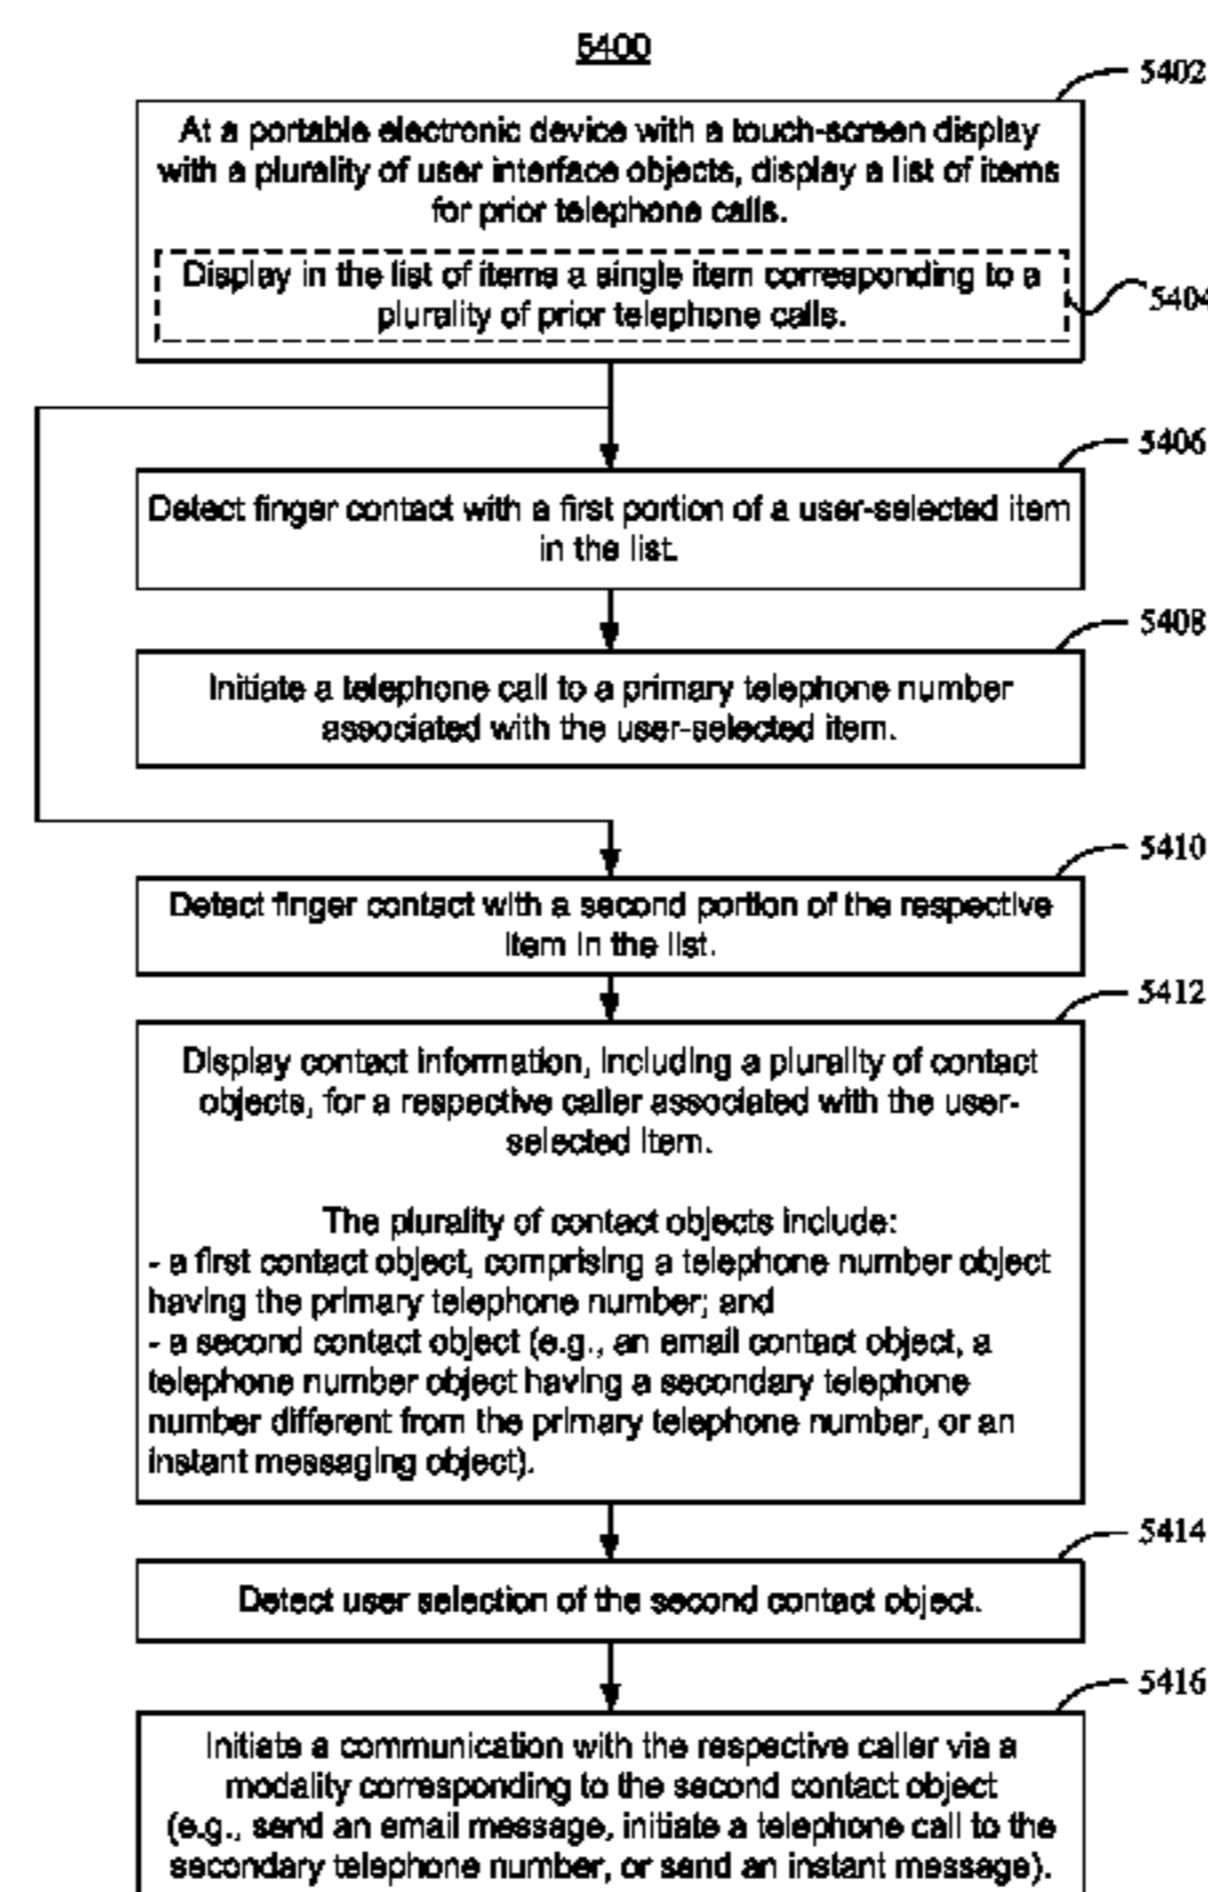 5400
5402
At a portable electronic device with a touch-screen display
with a plurality of user interface objects, display a list of items
for prior telephone calls.
Display in the list of items a single item corresponding to a
plurality of prior telephone calls.
5404
5406
Detect finger contact with a first portion of a user-selected item
in the list.
5408
Initiate a telephone call to a primary telephone number
associated with the user-selected item.
5410
Detect finger contact with a second portion of the respective
item in the list.
5412
Display contact information, including a plurality of contact
objects, for a respective caller associated with the user-
selected item.
The plurality of contact objects include:
- a first contact object, comprising a telephone number object
having the primary telephone number; and
- a second contact object (e.g., an email contact object, a
telephone number object having a secondary telephone
number different from the primary telephone number, or an
instant messaging object).
5414
Detect user selection of the second contact object.
5416
Initiate a communication with the respective caller via a
modality corresponding to the second contact object
(e.g., send an email message, initiate a telephone call to the
secondary telephone number, or send an instant message).